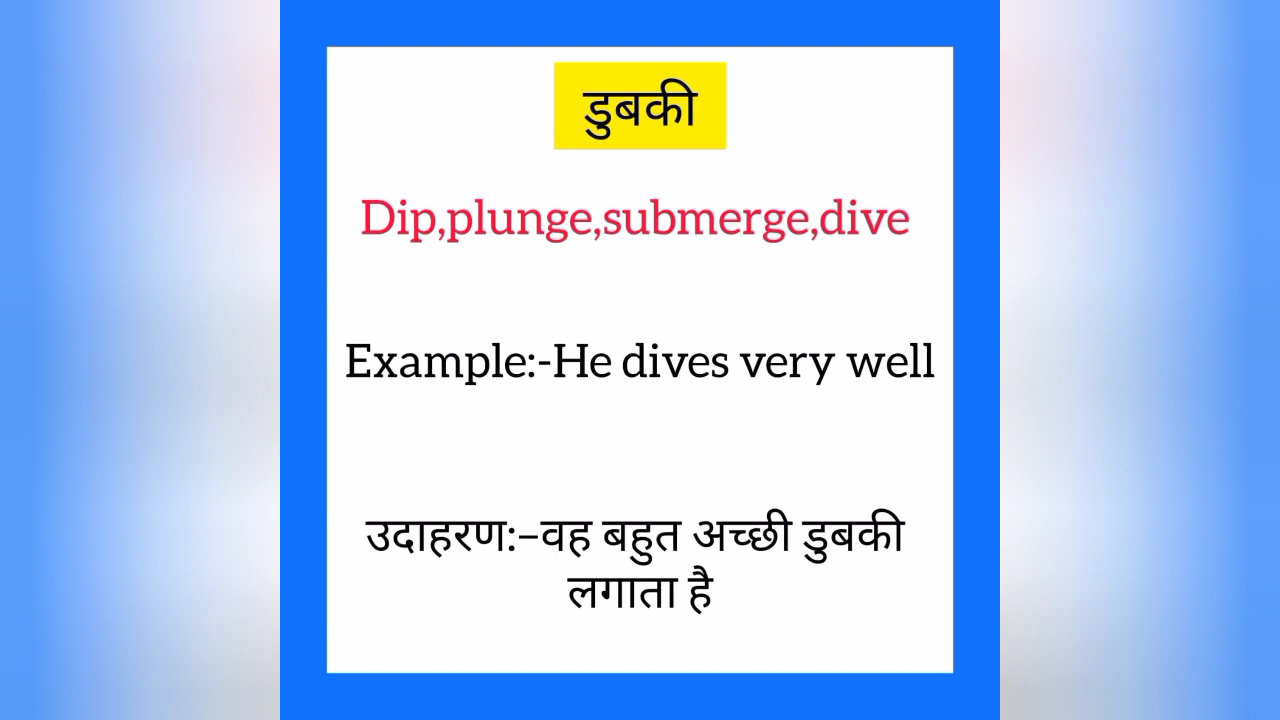 डुबकी
Dip,plunge,submerge,dive
Example:-He dives very well
उदाहरण:–वह बहुत अच्छी डुबकी
लगाता है